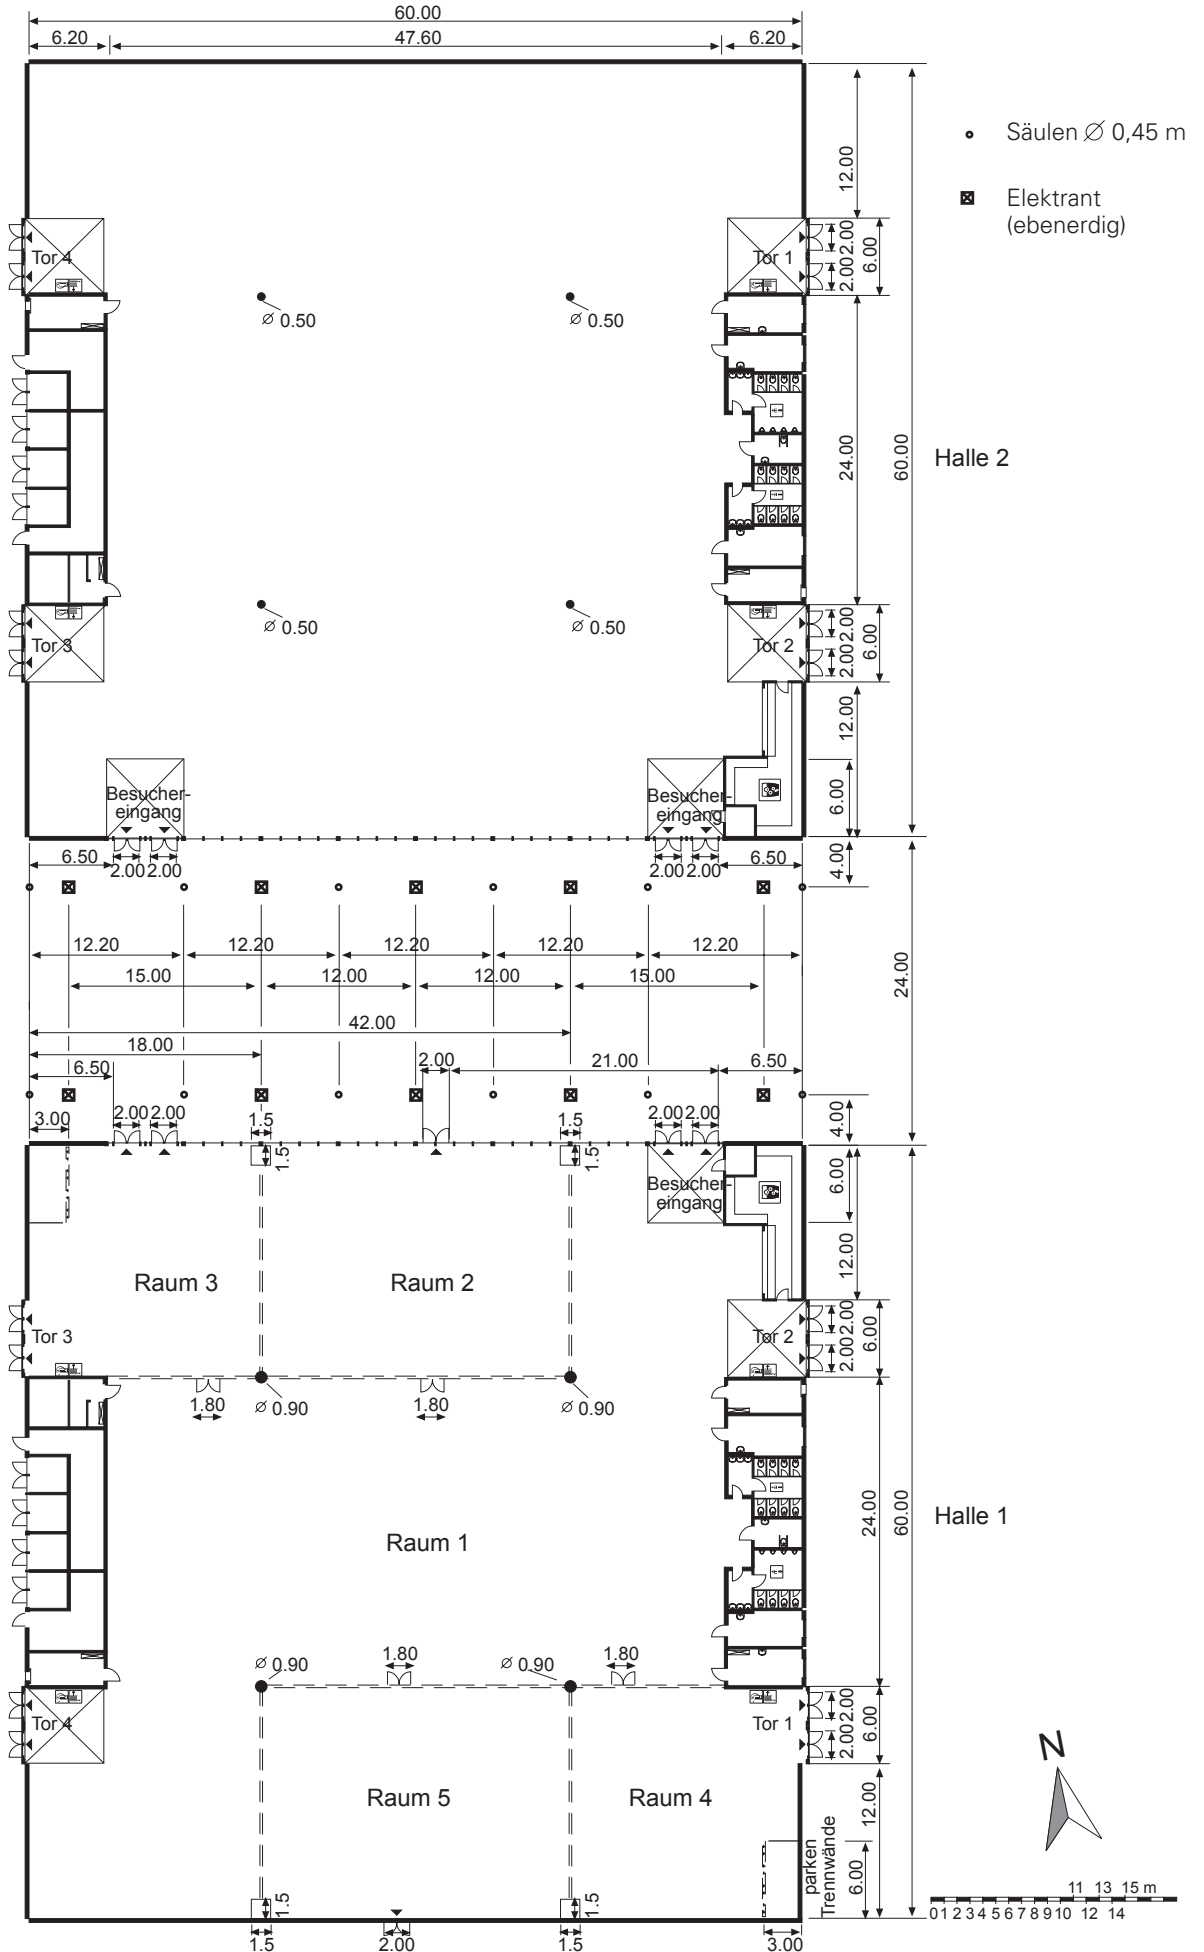 60.00
6.20 47.60 6.20
Säulen ∅ 0,45 m
12.00
Elektrant
(ebenerdig)
Tor 4
Tor 1
2.00 2.00
6.00
∅ 0.50
∅ 0.50
24.00
60.00
Halle 2
∅ 0.50
∅ 0.50
Tor 3
Tor 2
2.00 2.00
6.00
12.00
Besucher-
eingang
Besucher-
eingang
6.00
6.50
2.00 2.00
2.00 2.00
6.50
4.00
12.20 12.20 12.20 12.20 12.20
15.00 12.00 12.00 15.00
24.00
42.00
18.00
6.50
2.00
21.00
6.50
3.00
2.00 2.00
1.5
1.5
2.00 2.00
4.00
1.5
1.5
Besucher-
eingang
6.00
12.00
Raum 3
Raum 2
Tor 3
Tor 2
2.00 2.00
6.00
1.80
∅ 0.90
1.80
∅ 0.90
24.00
60.00
Halle 1
Raum 1
∅ 0.90
1.80
∅ 0.90
1.80
Tor 4
Tor 1
2.00 2.00
6.00
N
Raum 5
Raum 4
12.00
parken
Trennwände
6.00
1.5
1.5
11 13 15 m
0 1 2 3 4 5 6 7 8 9 10 12 14
1.5
2.00
1.5
3.00